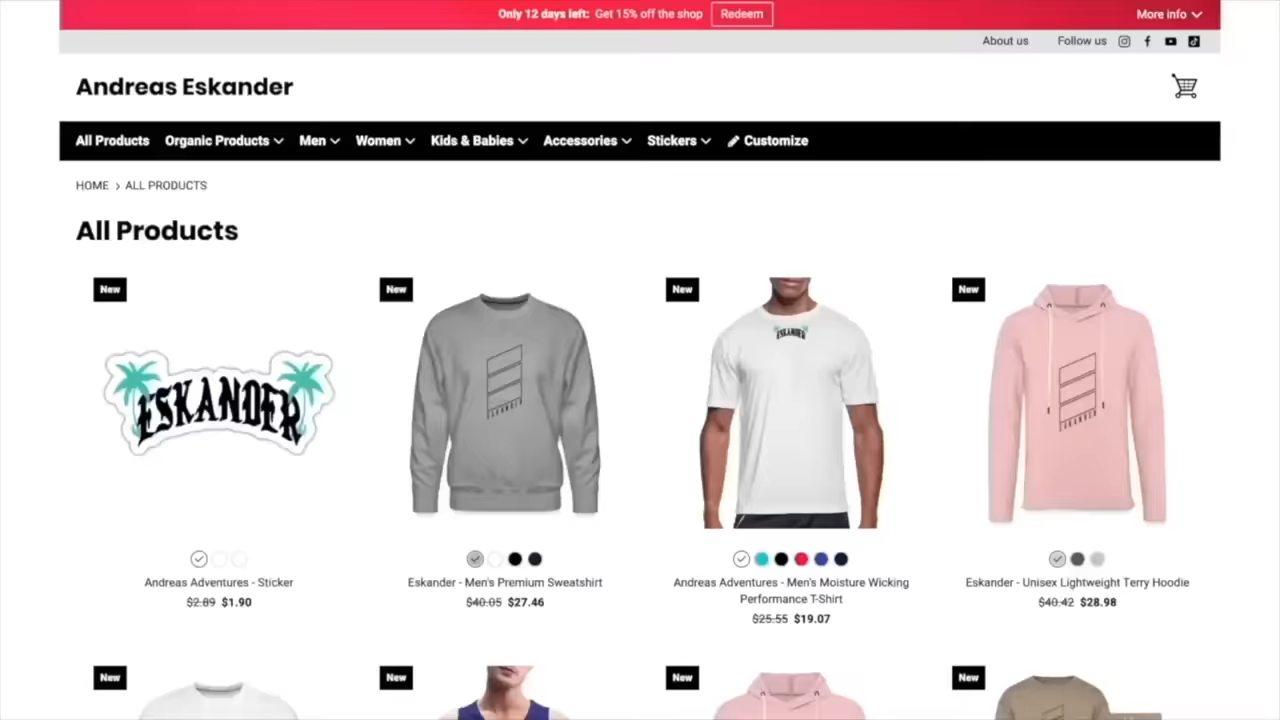 Only 12 days left: Get 15% off the shop Redeem More info
About us Follow us
Andreas Eskander
All Products Organic Products Men Women Kids & Babies Accessories Stickers Customize
HOME > ALL PRODUCTS
All Products
New New New New
ESKANDER
ESKANDER
ESKANDER
ESKANDER
Andreas Adventures - Sticker
$2.89 $1.90
Eskander - Men's Premium Sweatshirt
$40.05 $27.46
Andreas Adventures - Men's Moisture Wicking
Performance T-Shirt
$25.55 $19.07
Eskander - Unisex Lightweight Terry Hoodie
$40.42 $28.98
New New New New